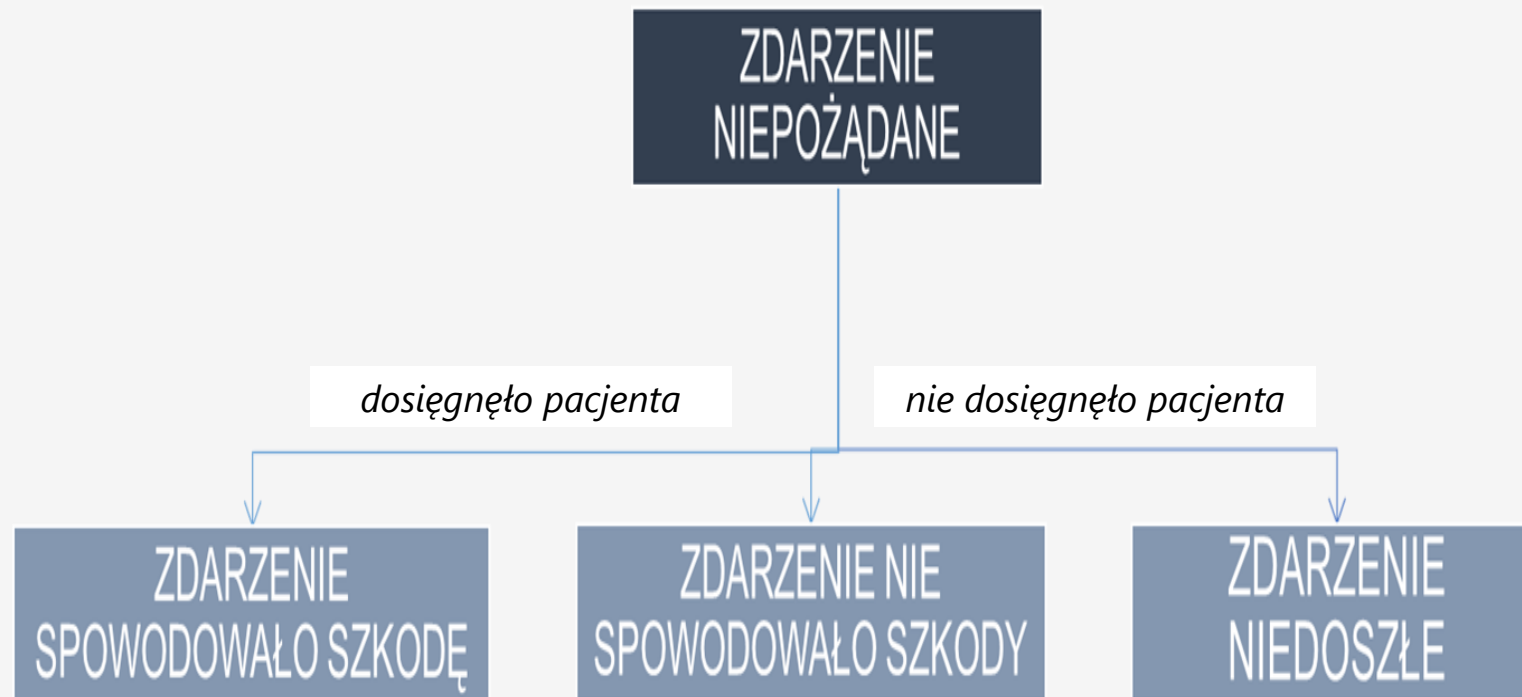 ZDARZENIE
NIEPOŻĄDANE
dosięgnęło pacjenta
nie dosięgnęło pacjenta
ZDARZENIE
SPOWODOWAŁO SZKODĘ
ZDARZENIE NIE
SPOWODOWAŁO SZKODY
ZDARZENIE
NIEDOSZŁE